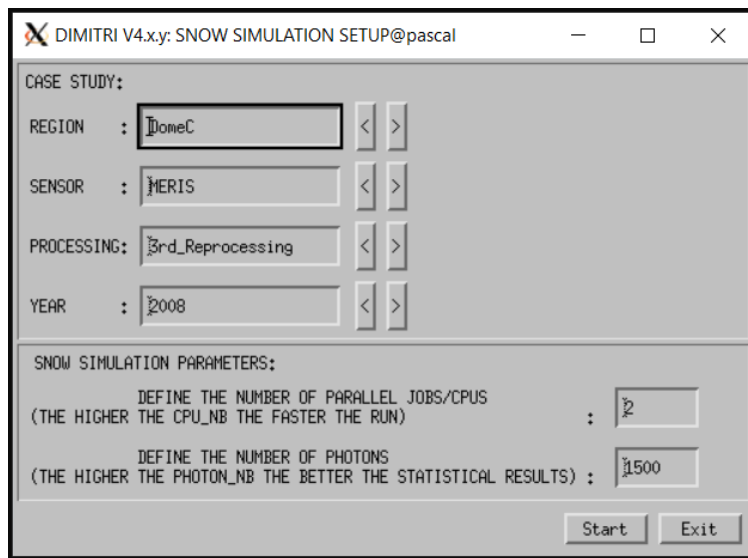 DIMITRI V4.x.y: SNOW SIMULATION SETUP@pascal
CASE STUDY:
REGION : DomeC < >
SENSOR : MERIS < >
PROCESSING: 3rd_Reprocessing < >
YEAR : 2008 < >
SNOW SIMULATION PARAMETERS:
DEFINE THE NUMBER OF PARALLEL JOBS/CPUS
(THE HIGHER THE CPU_NB THE FASTER THE RUN) : 2
DEFINE THE NUMBER OF PHOTONS
(THE HIGHER THE PHOTON_NB THE BETTER THE STATISTICAL RESULTS) : 1500
Start Exit